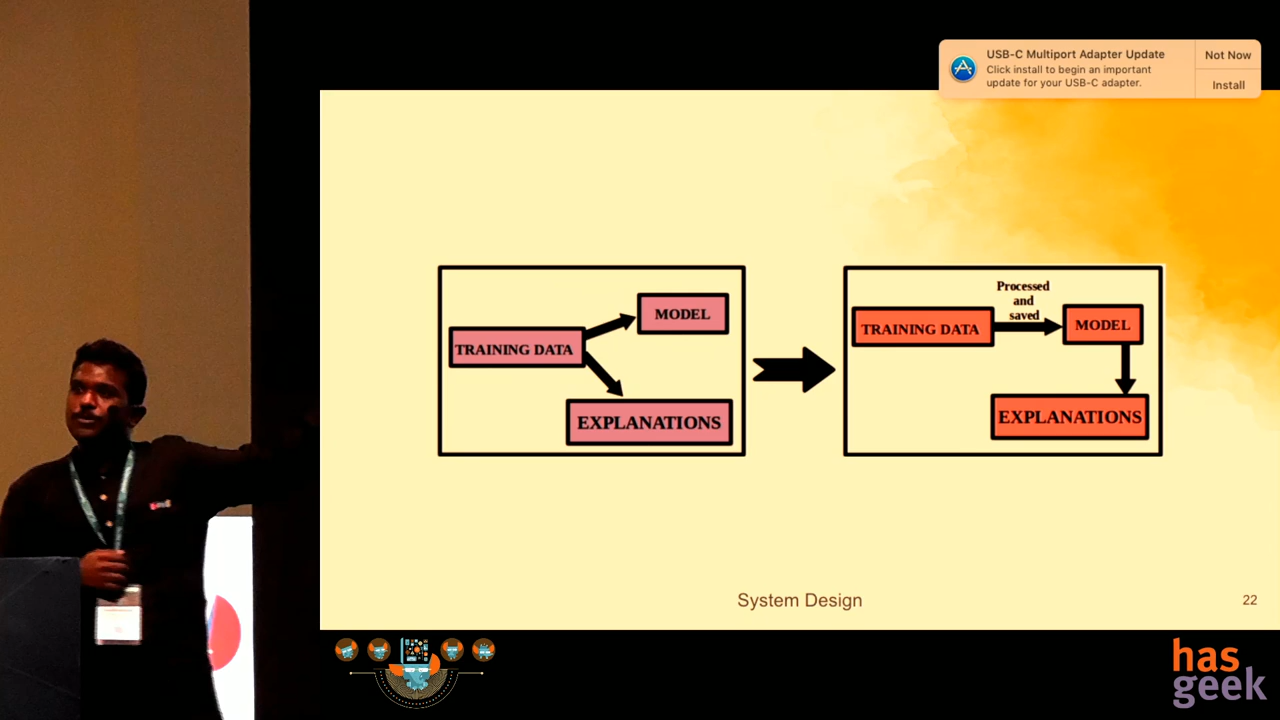 USB-C Multiport Adapter Update
Click install to begin an important
update for your USB-C adapter.
Not Now
Install
MODEL
TRAINING DATA
EXPLANATIONS
Processed
and
saved
TRAINING DATA
MODEL
EXPLANATIONS
System Design
22
has
geek